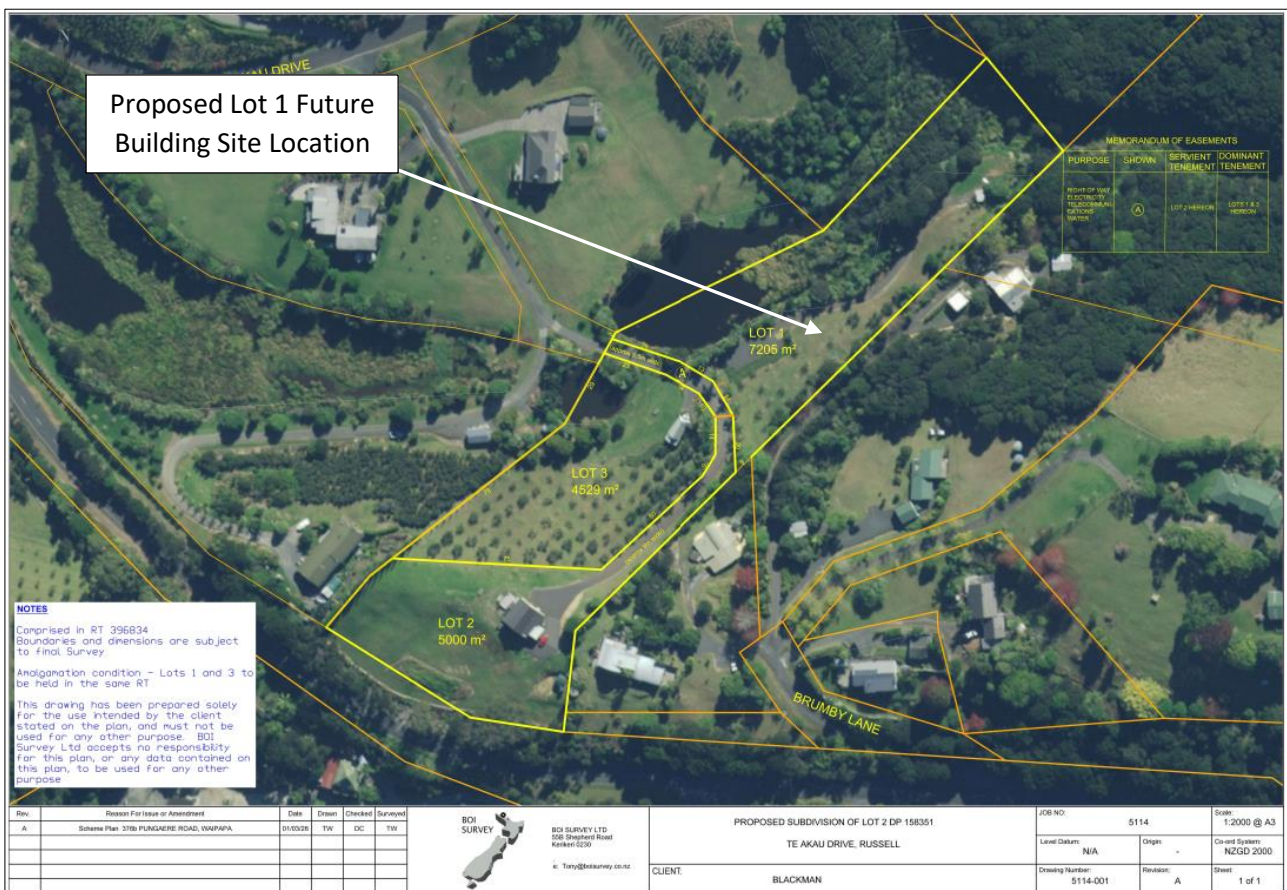 AU DRIVE
Proposed Lot 1 Future
Building Site Location
MEMORANDUM OF EASEMENTS
PURPOSE SHOWN SERVIENT TENEMENT DOMINANT TENEMENT
RIGHT OF WAY
ELECTRICITY
TELECOMMUN-
ICATIONS
WATER
A
LOT 2 HEREON
LOTS 1 & 3
HEREON
LOT 1
7205 m²
A
LOT 3
4529 m²
LOT 2
5000 m²
BRUMBY LANE
NOTES
Comprised in RT 396834
Boundaries and dimensions are subject
to final Survey
Amalgamation condition - Lots 1 and 3 to
be held in the same RT
This drawing has been prepared solely
for the use intended by the client
stated on the plan, and must not be
used for any other purpose. BOI
Survey Ltd accepts no responsibility
for this plan, or any data contained on
this plan, to be used for any other
purpose
Rev. Reason For Issue or Amendment Date Drawn Checked Surveyed
A Scheme Plan 376b PUNGAERE ROAD, WAIPAPA TW DC TW
BOI
SURVEY
BOI SURVEY LTD
55B Shepherd Road
Kerikeri 0230
e: Tony@boisurvey.co.nz
PROPOSED SUBDIVISION OF LOT 2 DP 158351
TE AKAU DRIVE, RUSSELL
CLIENT:
BLACKMAN
JOB NO: 5114
Scale: 1:2000 @ A3
Level Datum: N/A
Origin: -
Co-ord System: NZGD 2000
Drawing Number: 5114-001
Revision: A
Sheet: 1 of 1